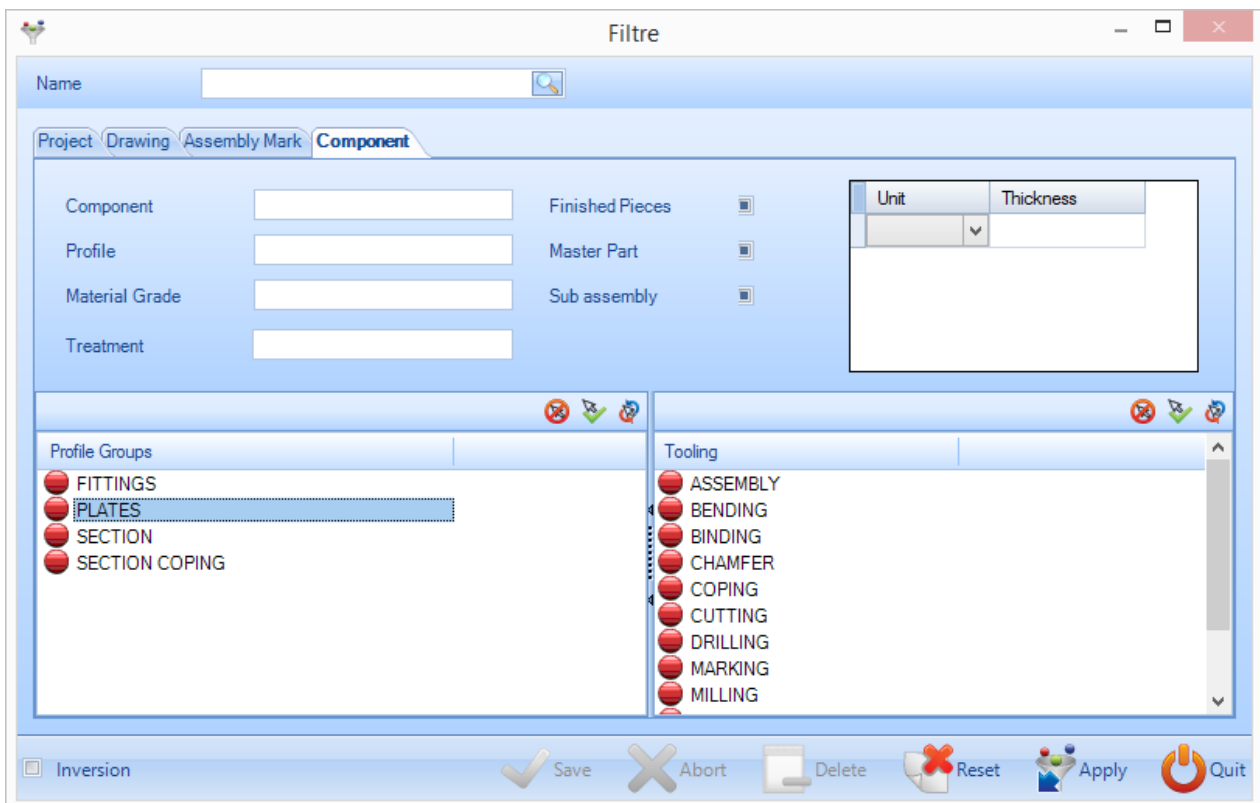 Filtre
Name
Project Drawing Assembly Mark Component
Component Finished Pieces Unit Thickness
Profile Master Part
Material Grade Sub assembly
Treatment
Profile Groups Tooling
FITTINGS ASSEMBLY
PLATES BENDING
SECTION BINDING
SECTION COPING CHAMFER
COPING
CUTTING
DRILLING
MARKING
MILLING
Inversion Save Abort Delete Reset Apply Quit